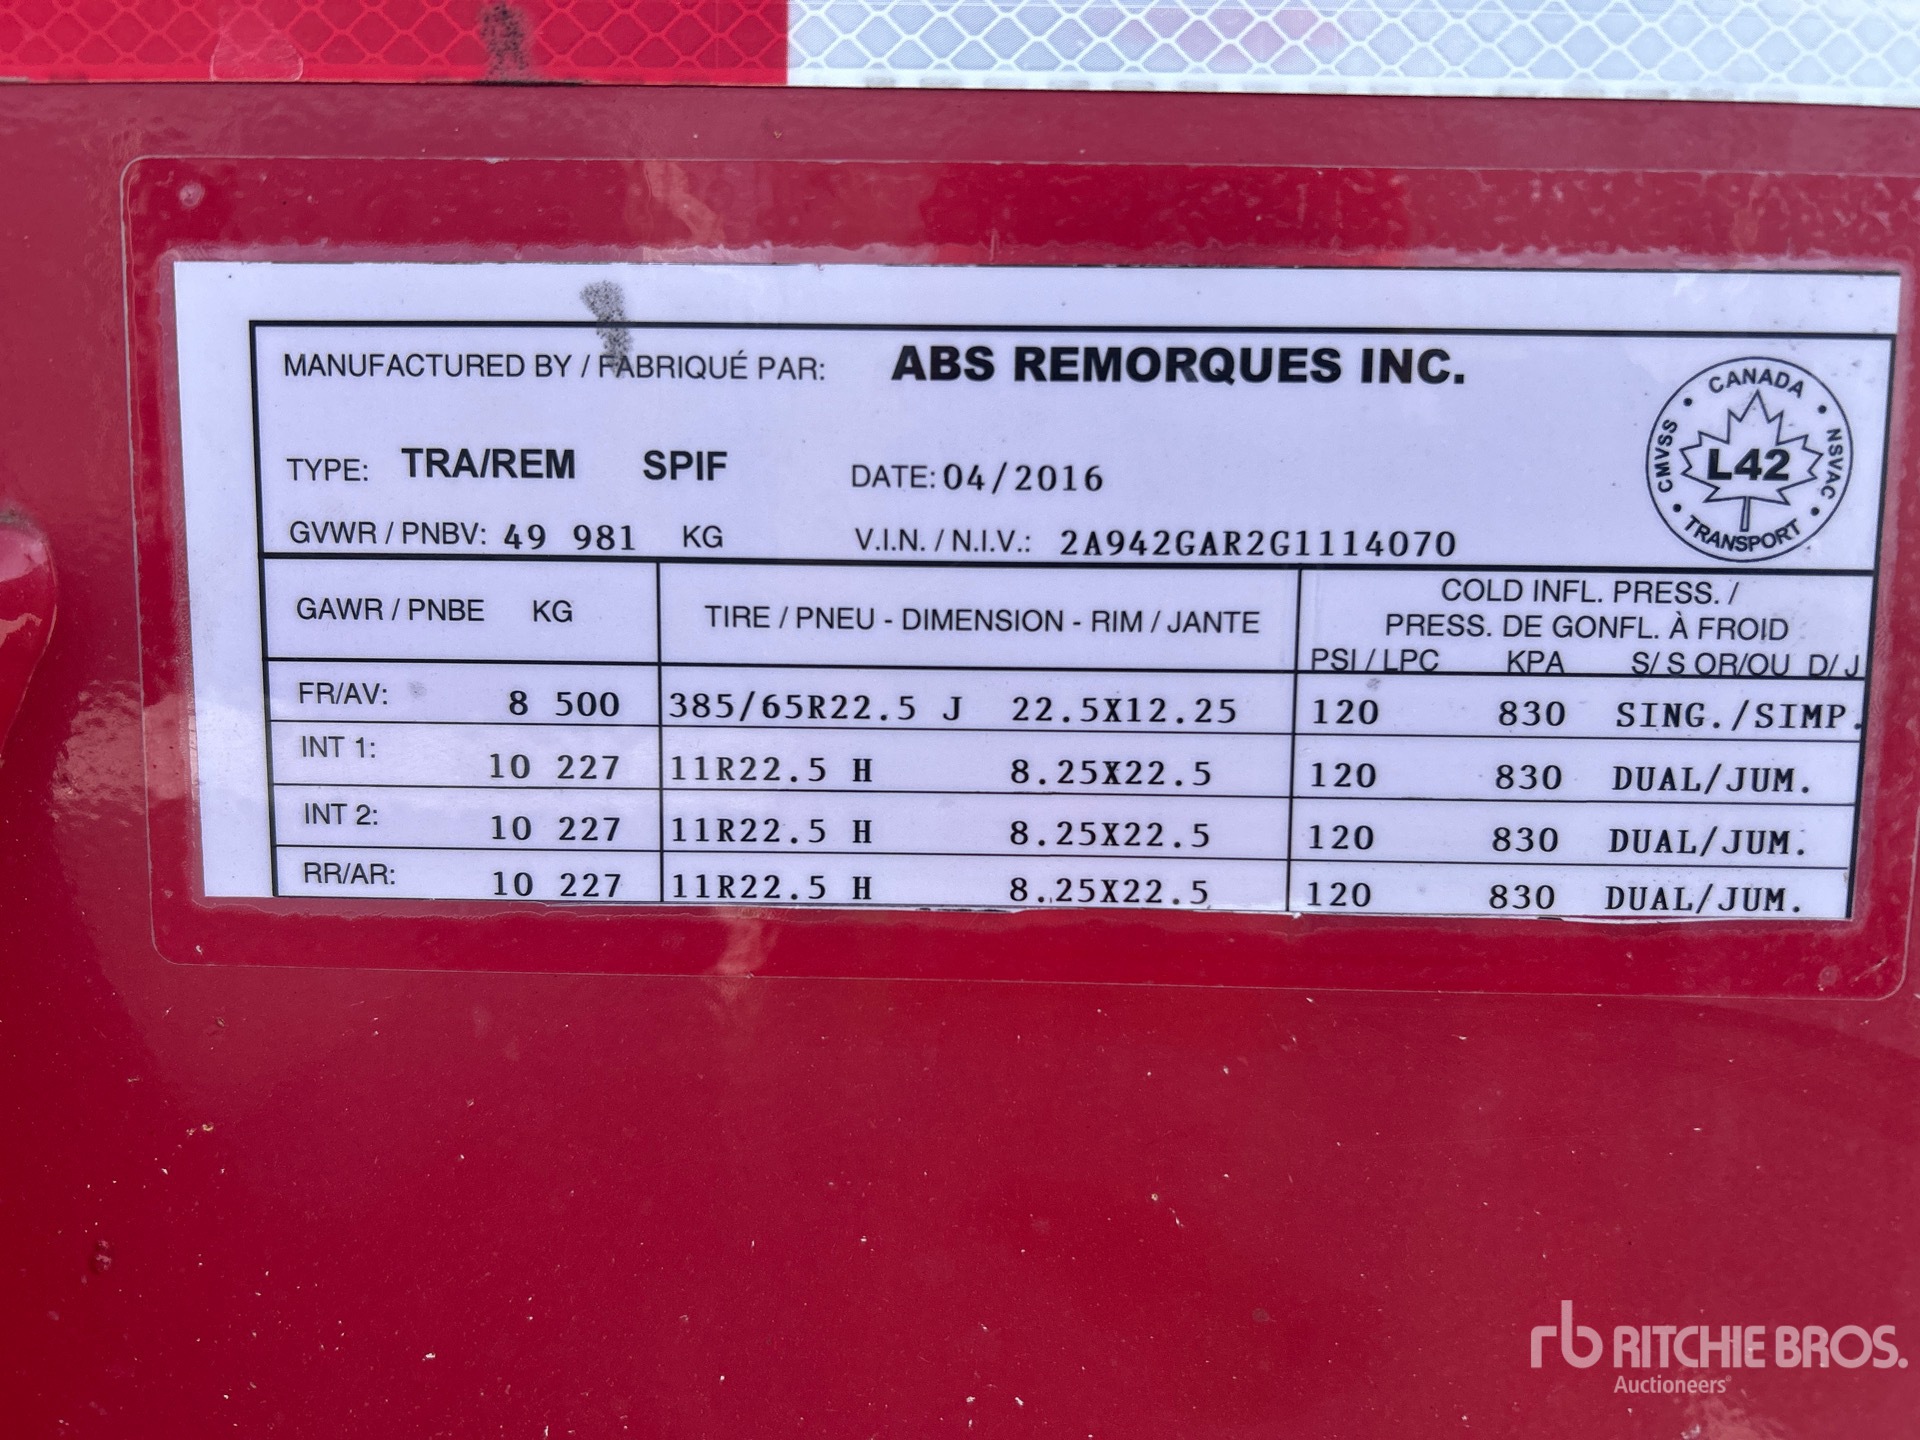 MANUFACTURED BY / FABRIQUÉ PAR: ABS REMORQUES INC.
TYPE: TRA/REM SPIF DATE: 04/2016
GVWR / PNBV: 49 981 KG V.I.N. / N.I.V.: 2A942GAR2G1114070
CANADA
CMVSS
NSVAC
L42
TRANSPORT
GAWR / PNBE KG TIRE / PNEU - DIMENSION - RIM / JANTE
COLD INFL. PRESS. /
PRESS. DE GONFL. À FROID
PSI / LPC KPA S/ S OR/OU D/ J
FR/AV: 8 500 385/65R22.5 J 22.5X12.25 120 830 SING./SIMP.
INT 1: 10 227 11R22.5 H 8.25X22.5 120 830 DUAL/JUM.
INT 2: 10 227 11R22.5 H 8.25X22.5 120 830 DUAL/JUM.
RR/AR: 10 227 11R22.5 H 8.25X22.5 120 830 DUAL/JUM.
rb RITCHIE BROS.
Auctioneers